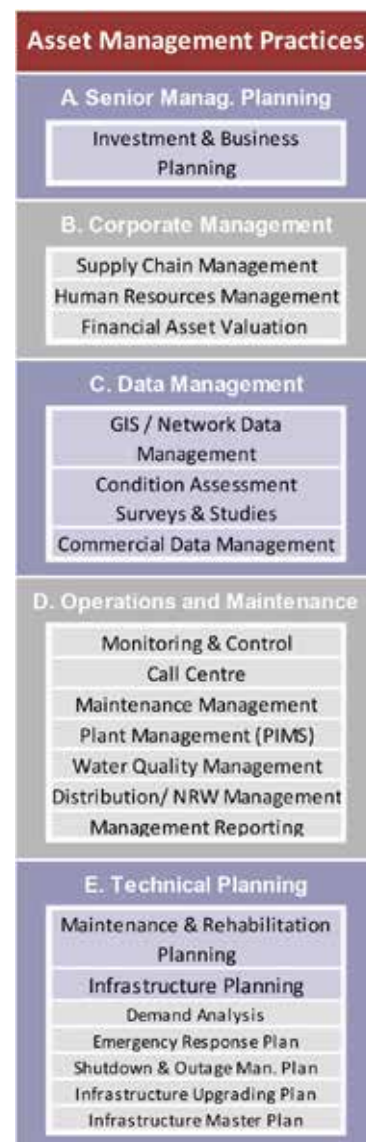 Asset Management Practices
A. Senior Manag. Planning
Investment & Business
Planning
B. Corporate Management
Supply Chain Management
Human Resources Management
Financial Asset Valuation
C. Data Management
GIS / Network Data
Management
Condition Assessment
Surveys & Studies
Commercial Data Management
D. Operations and Maintenance
Monitoring & Control
Call Centre
Maintenance Management
Plant Management (PIMS)
Water Quality Management
Distribution/ NRW Management
Management Reporting
E. Technical Planning
Maintenance & Rehabilitation
Planning
Infrastructure Planning
Demand Analysis
Emergency Response Plan
Shutdown & Outage Man. Plan
Infrastructure Upgrading Plan
Infrastructure Master Plan